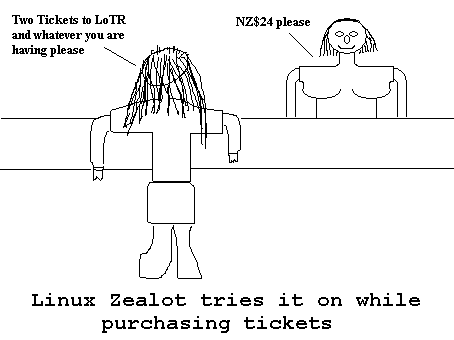 Two Tickets to LoTR
and whatever you are
having please
NZ$24 please
Linux Zealot tries it on while
purchasing tickets